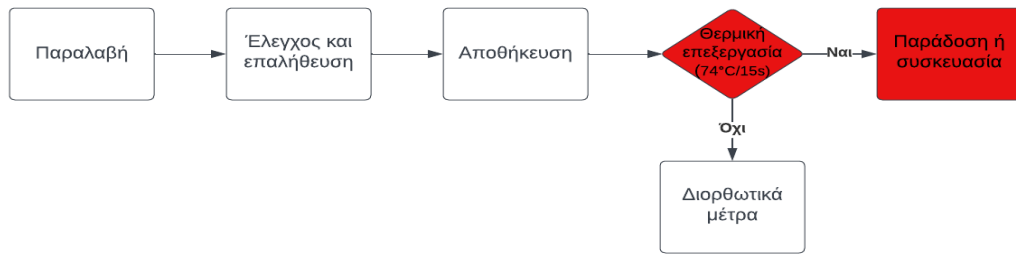 Παραλαβή
Έλεγχος και
επαλήθευση
Αποθήκευση
Θερμική
επεξεργασία
(74°C/15s)
Ναι
Παράδοση ή
συσκευασία
Όχι
Διορθωτικά
μέτρα